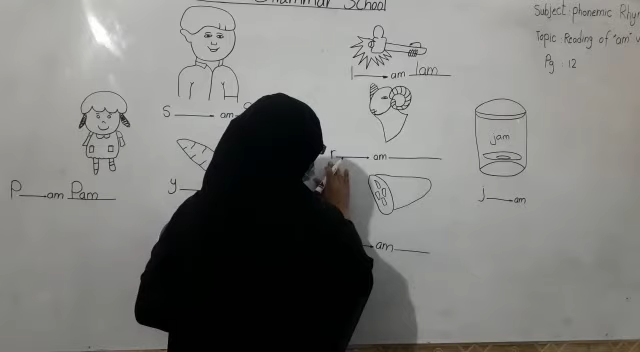 Grammar School
Subject: phonemic Rhy
Topic Reading of "am" w
Pg : 12
l am lam
s am
jam
r am
P am Pam
y
j am
am